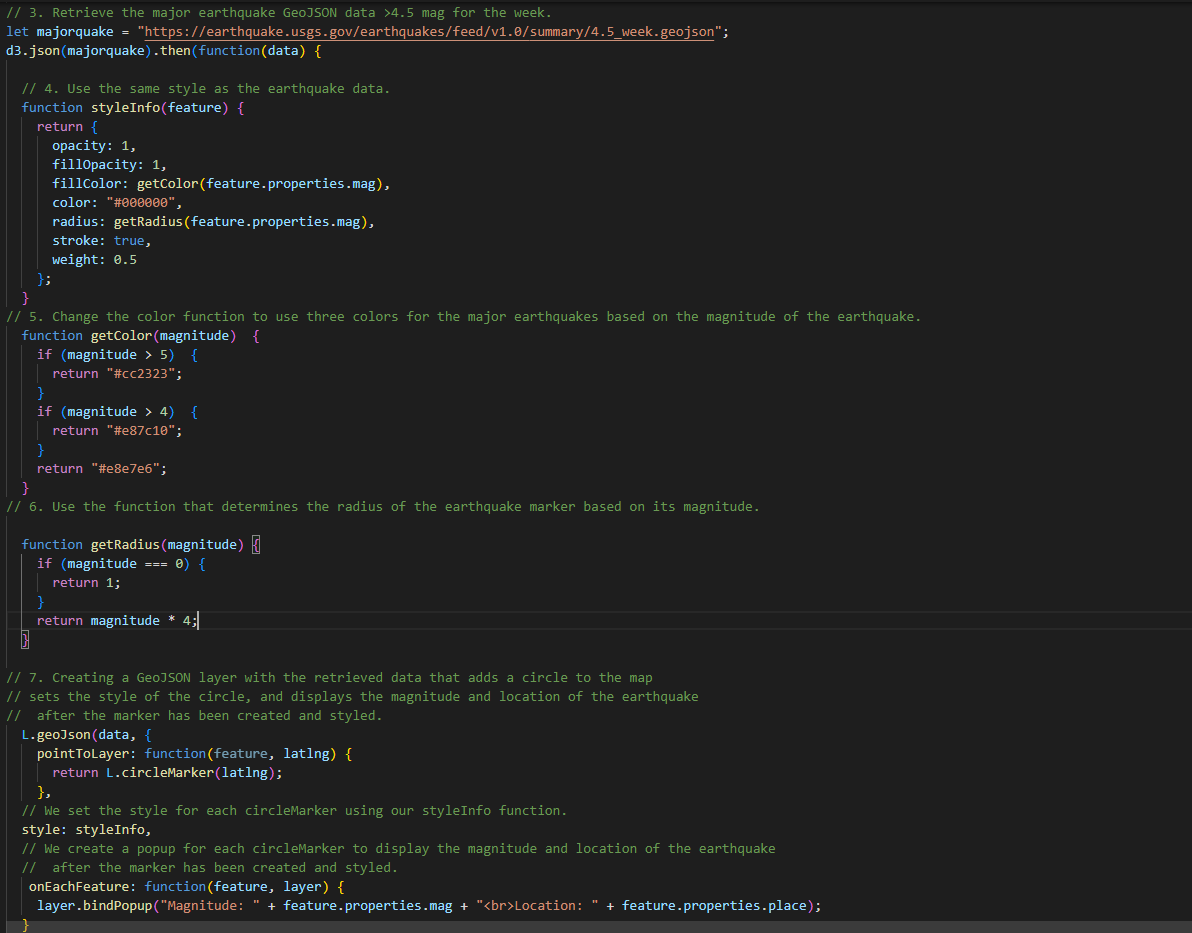 // 3. Retrieve the major earthquake GeoJSON data >4.5 mag for the week.
let majorquake = "https://earthquake.usgs.gov/earthquakes/feed/v1.0/summary/4.5_week.geojson";
d3.json(majorquake).then(function(data) {
  // 4. Use the same style as the earthquake data.
  function styleInfo(feature) {
    return {
      opacity: 1,
      fillOpacity: 1,
      fillColor: getColor(feature.properties.mag),
      color: "#000000",
      radius: getRadius(feature.properties.mag),
      stroke: true,
      weight: 0.5
    };
  }
// 5. Change the color function to use three colors for the major earthquakes based on the magnitude of the earthquake.
  function getColor(magnitude)  {
    if (magnitude > 5)  {
      return "#cc2323";
    }
    if (magnitude > 4)  {
      return "#e87c10";
    }
    return "#e8e7e6";
  }
// 6. Use the function that determines the radius of the earthquake marker based on its magnitude.
  function getRadius(magnitude) {
    if (magnitude === 0) {
      return 1;
    }
    return magnitude * 4;
  }
// 7. Creating a GeoJSON layer with the retrieved data that adds a circle to the map
// sets the style of the circle, and displays the magnitude and location of the earthquake
//  after the marker has been created and styled.
  L.geoJson(data, {
    pointToLayer: function(feature, latlng) {
      return L.circleMarker(latlng);
    },
  // We set the style for each circleMarker using our styleInfo function.
  style: styleInfo,
  // We create a popup for each circleMarker to display the magnitude and location of the earthquake
  //  after the marker has been created and styled.
   onEachFeature: function(feature, layer) {
    layer.bindPopup("Magnitude: " + feature.properties.mag + "<br>Location: " + feature.properties.place);
  }